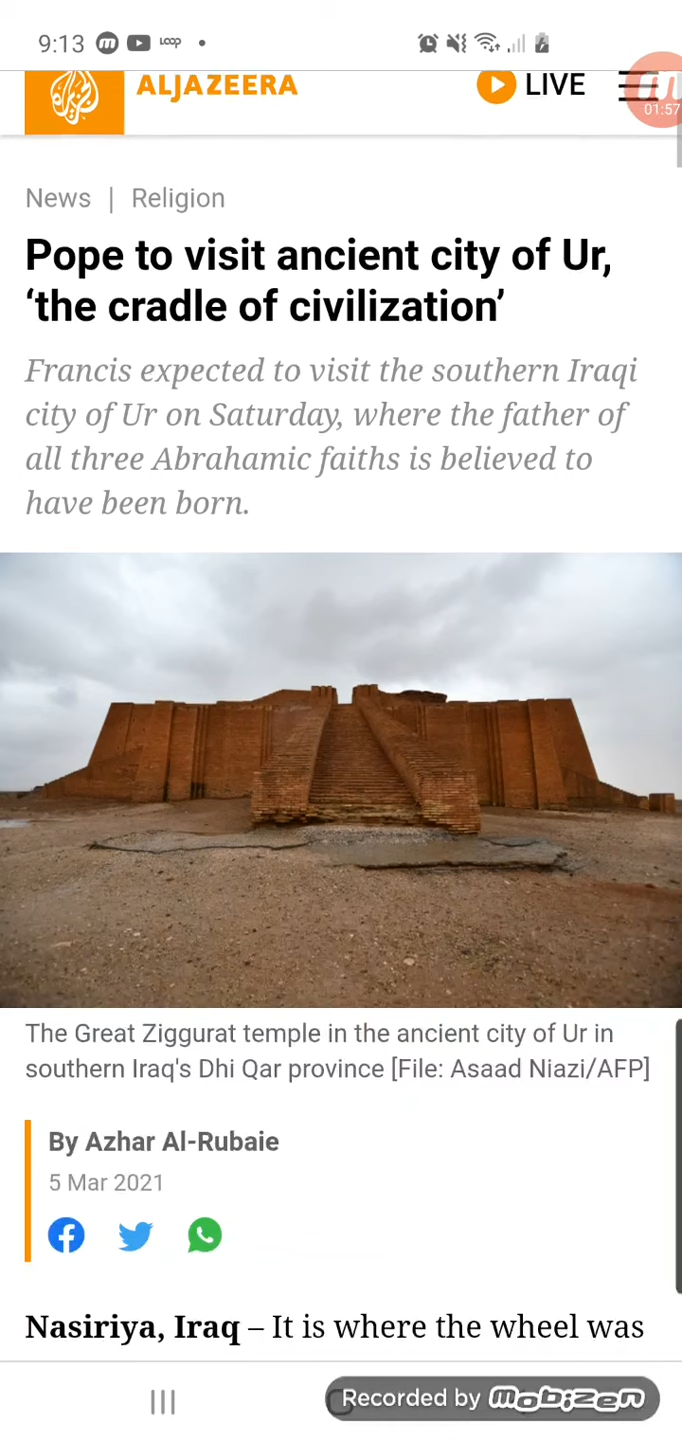 9:13 m LOOP
ALJAZEERA LIVE
01:57
News | Religion
Pope to visit ancient city of Ur,
‘the cradle of civilization’
Francis expected to visit the southern Iraqi
city of Ur on Saturday, where the father of
all three Abrahamic faiths is believed to
have been born.
The Great Ziggurat temple in the ancient city of Ur in
southern Iraq's Dhi Qar province [File: Asaad Niazi/AFP]
By Azhar Al-Rubaie
5 Mar 2021
Nasiriya, Iraq – It is where the wheel was
Recorded by mobizen